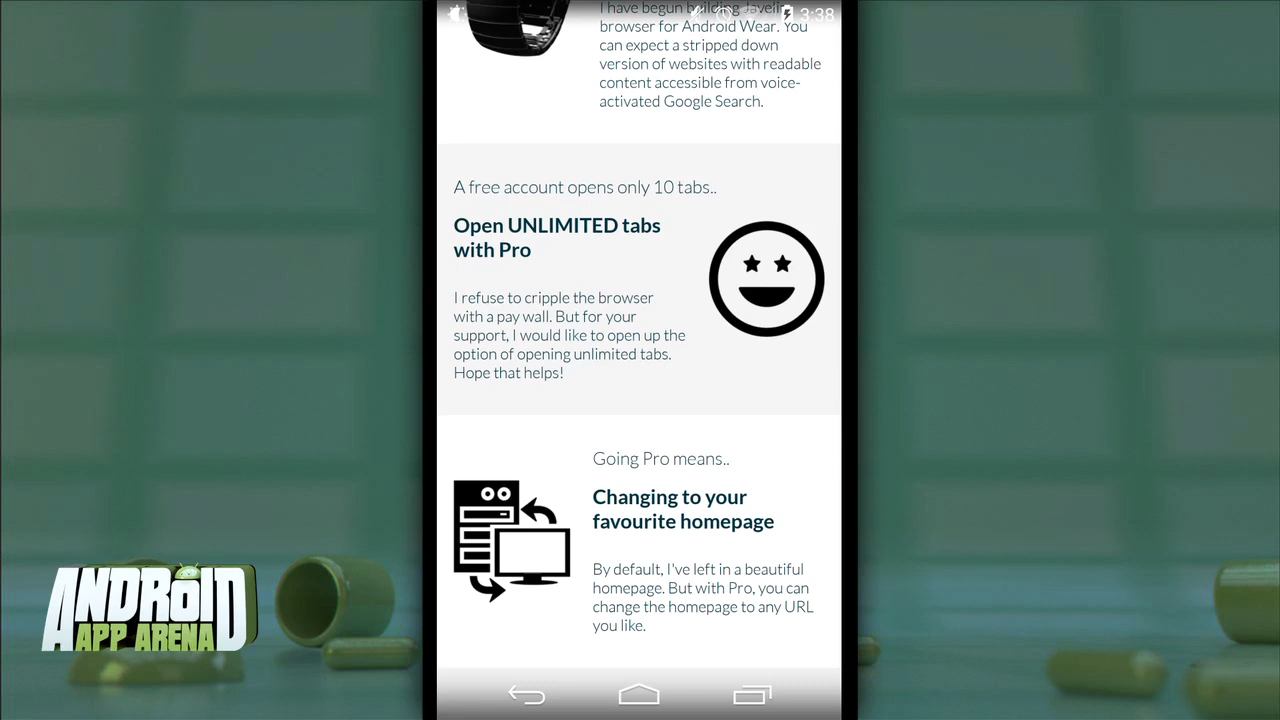 I have begun building Javelin
3:38
browser for Android Wear. You
can expect a stripped down
version of websites with readable
content accessible from voice-
activated Google Search.
A free account opens only 10 tabs..
Open UNLIMITED tabs
with Pro
I refuse to cripple the browser
with a pay wall. But for your
support, I would like to open up the
option of opening unlimited tabs.
Hope that helps!
Going Pro means..
Changing to your
favourite homepage
By default, I've left in a beautiful
homepage. But with Pro, you can
change the homepage to any URL
you like.
ANDROID
APP ARENA